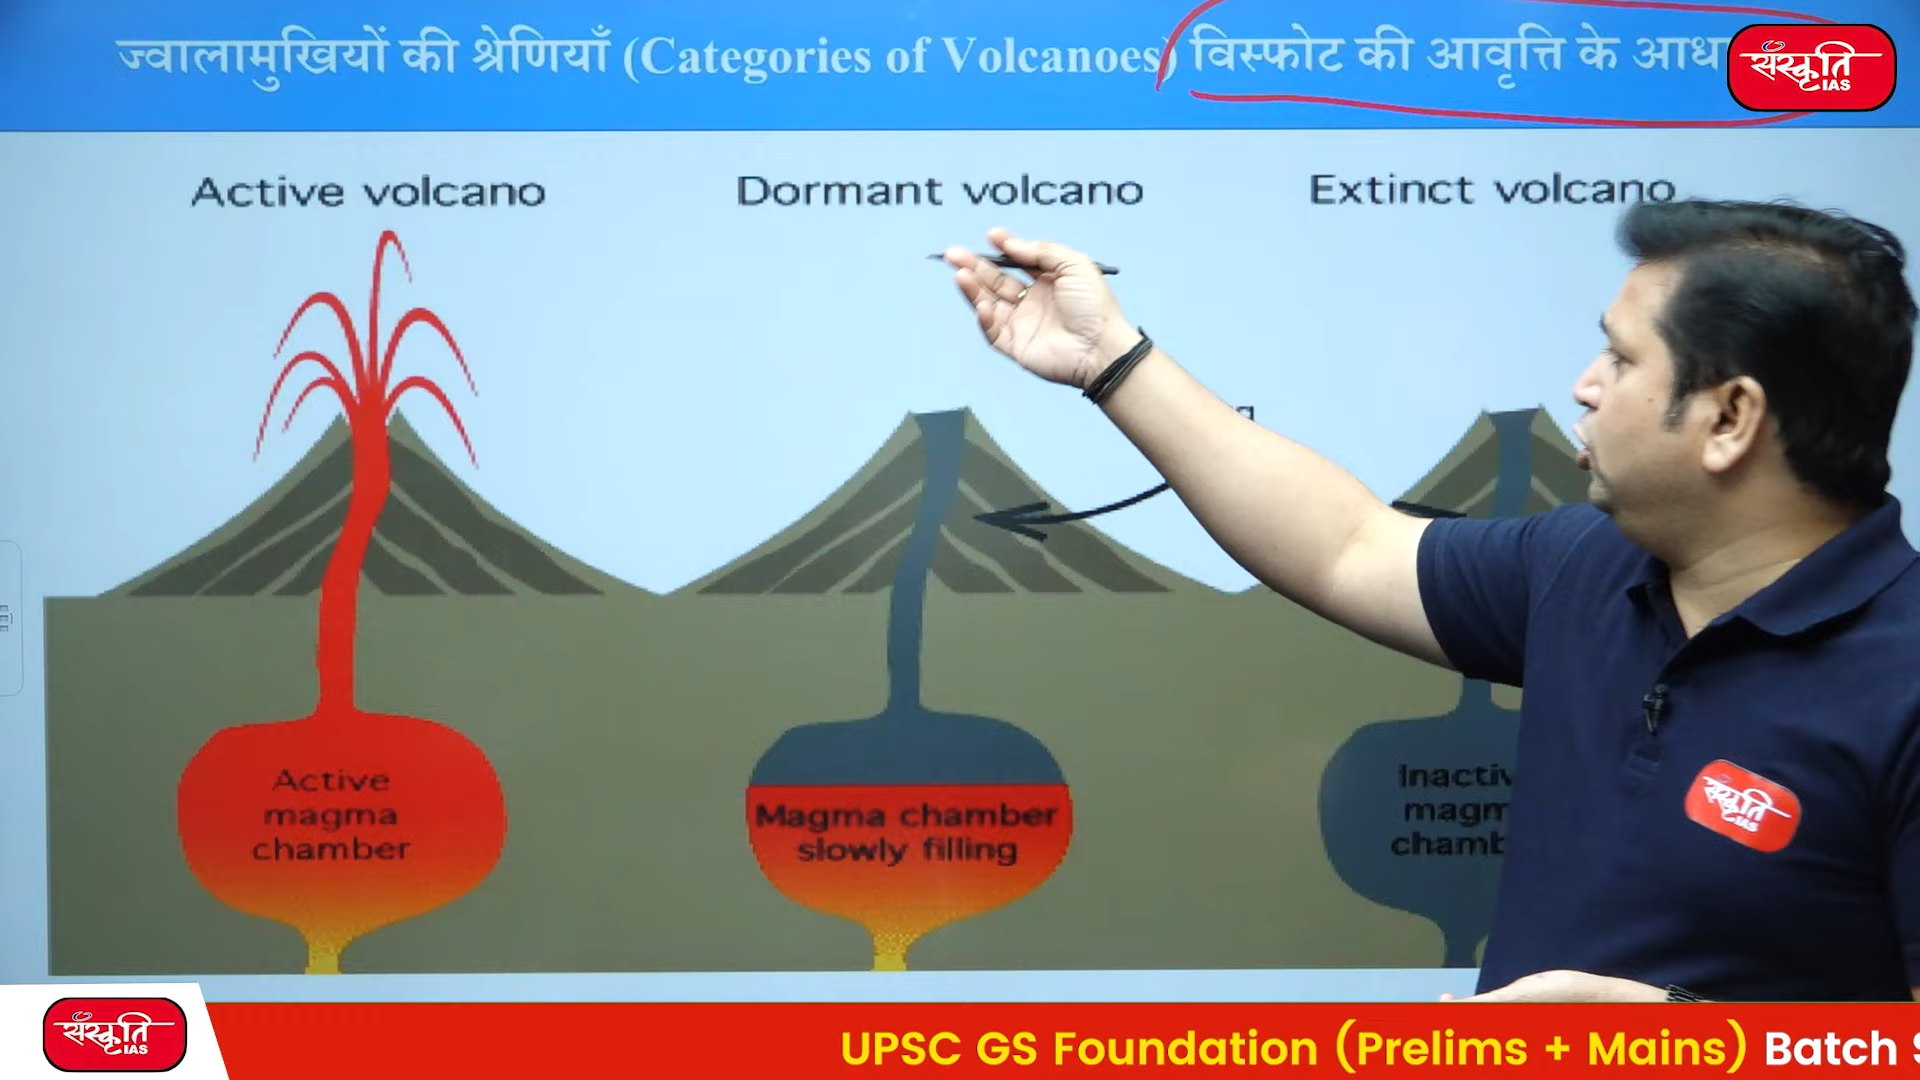 ज्वालामुखियों की श्रेणियाँ (Categories of Volcanoes) विस्फोट की आवृत्ति के
संस्कृति
IAS
Active volcano
Dormant volcano
Extinct volcano
Active
magma
chamber
Magma chamber
slowly filling
संस्कृति
IAS
संस्कृति
IAS
UPSC GS Foundation (Prelims + Mains) Batch